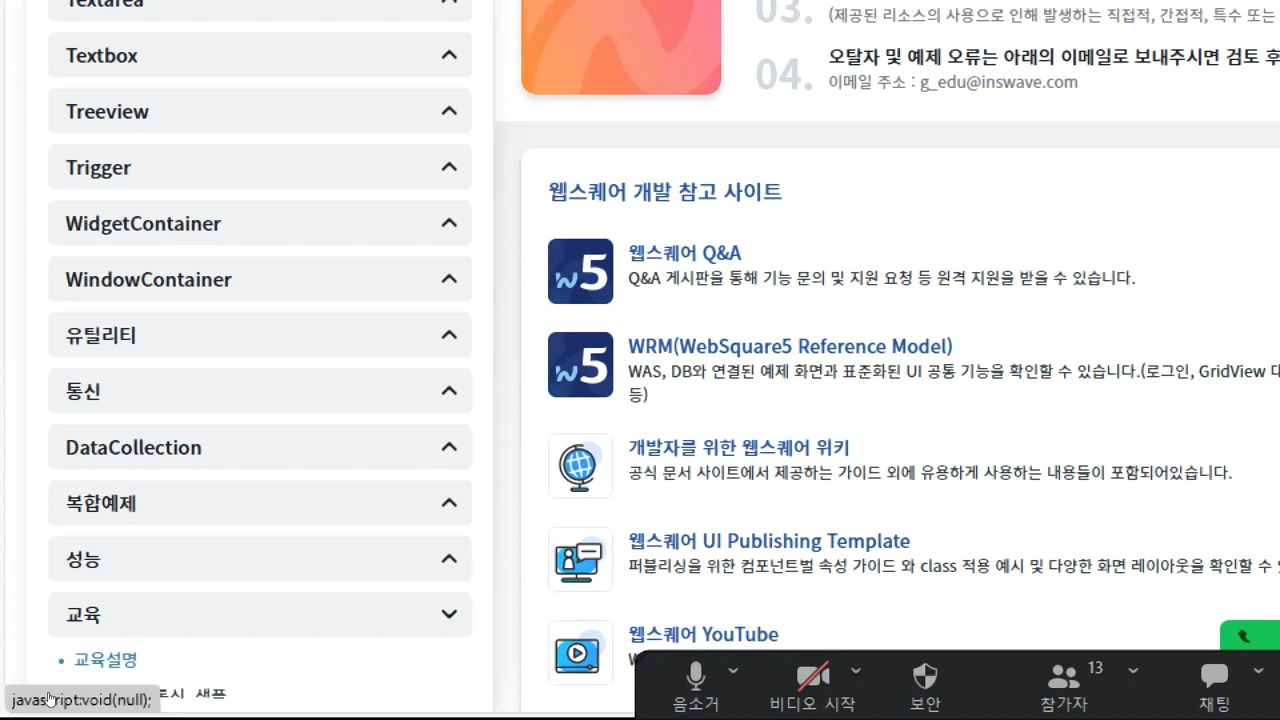 Textarea
Textbox
Treeview
Trigger
WidgetContainer
WindowContainer
유틸리티
통신
DataCollection
복합예제
성능
교육
교육설명
javascript:void(null);
03.
(제공된 리소스의 사용으로 인해 발생하는 직접적, 간접적, 특수 또는
04.
오탈자 및 예제 오류는 아래의 이메일로 보내주시면 검토 후
이메일 주소 : g_edu@inswave.com
웹스퀘어 개발 참고 사이트
w5
웹스퀘어 Q&A
Q&A 게시판을 통해 기능 문의 및 지원 요청 등 원격 지원을 받을 수 있습니다.
w5
WRM(WebSquare5 Reference Model)
WAS, DB와 연결된 예제 화면과 표준화된 UI 공통 기능을 확인할 수 있습니다.(로그인, GridView
등)
개발자를 위한 웹스퀘어 위키
공식 문서 사이트에서 제공하는 가이드 외에 유용하게 사용하는 내용들이 포함되어있습니다.
웹스퀘어 UI Publishing Template
퍼블리싱을 위한 컴포넌트별 속성 가이드 와 class 적용 예시 및 다양한 화면 레이아웃을 확인할 수
웹스퀘어 YouTube
음소거
비디오 시작
보안
13
참가자
채팅